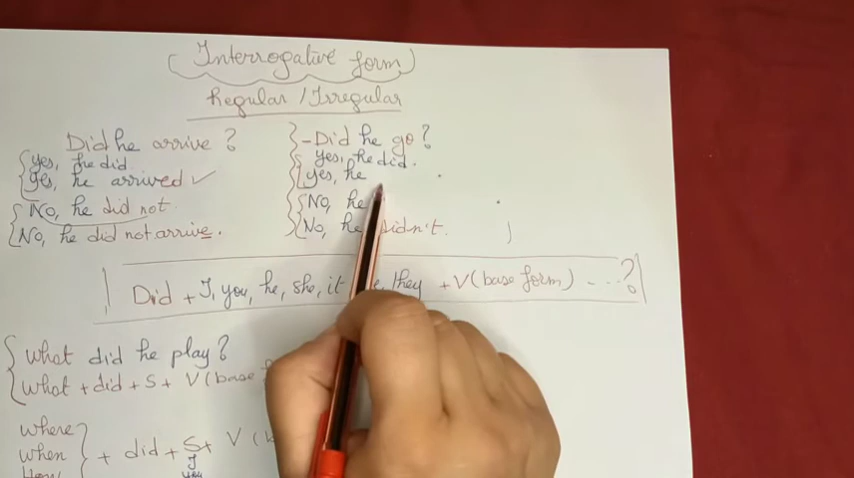 Interrogative form
Regular / Irregular
Did he arrive ?
yes, he did
yes, he arrived ✓
No, he did not.
No, he did not arrive.
- Did he go ?
yes, he did.
yes, he
No, he
No, he didn't.
Did + I, you, he, she, it they + V (base form) - ... ?
what did he play ?
what + did + S + V (base
where
when
How
+ did + S + V (
I
you